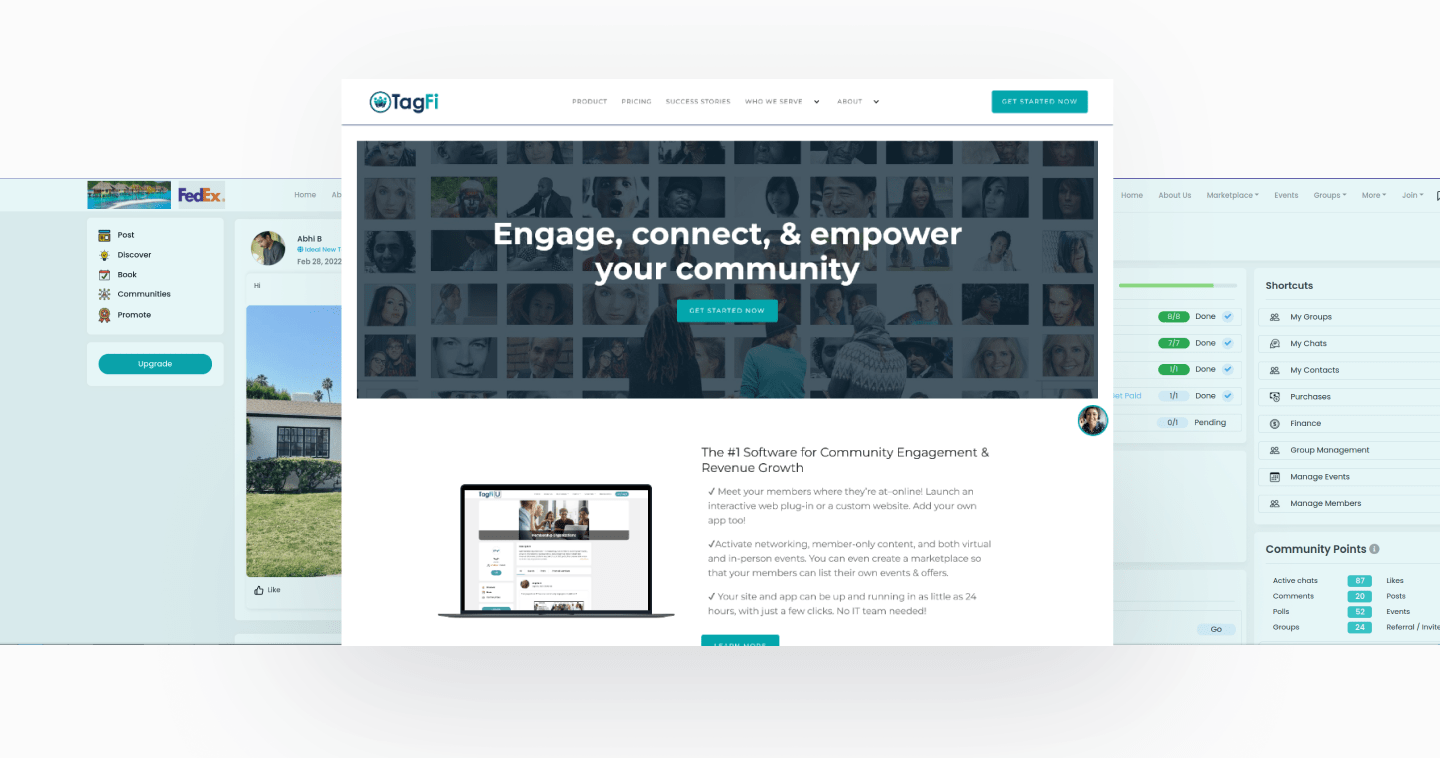 TagFi
PRODUCT
PRICING
SUCCESS STORIES
WHO WE SERVE
ABOUT
GET STARTED NOW
Engage, connect, & empower
your community
GET STARTED NOW
The #1 Software for Community Engagement &
Revenue Growth
✓ Meet your members where they're at–online! Launch an
interactive web plug-in or a custom website. Add your own
app too!
✓Activate networking, member-only content, and both virtual
and in-person events. You can even create a marketplace so
that your members can list their own events & offers.
✓ Your site and app can be up and running in as little as 24
hours, with just a few clicks. No IT team needed!
LEARN MORE
FedEx
Home
Ab
Post
Discover
Book
Communities
Promote
Upgrade
Abhi B
Ideal New T
Feb 28, 2022
Hi
Like
Home
About Us
Marketplace
Events
Groups
More
Join
8/8 Done
7/7 Done
1/1 Done
et Paid 1/1 Done
0/1 Pending
Go
Shortcuts
My Groups
My Chats
My Contacts
Purchases
Finance
Group Management
Manage Events
Manage Members
Community Points
Active chats 87 Likes
Comments 20 Posts
Polls 52 Events
Groups 24 Referral / Invite